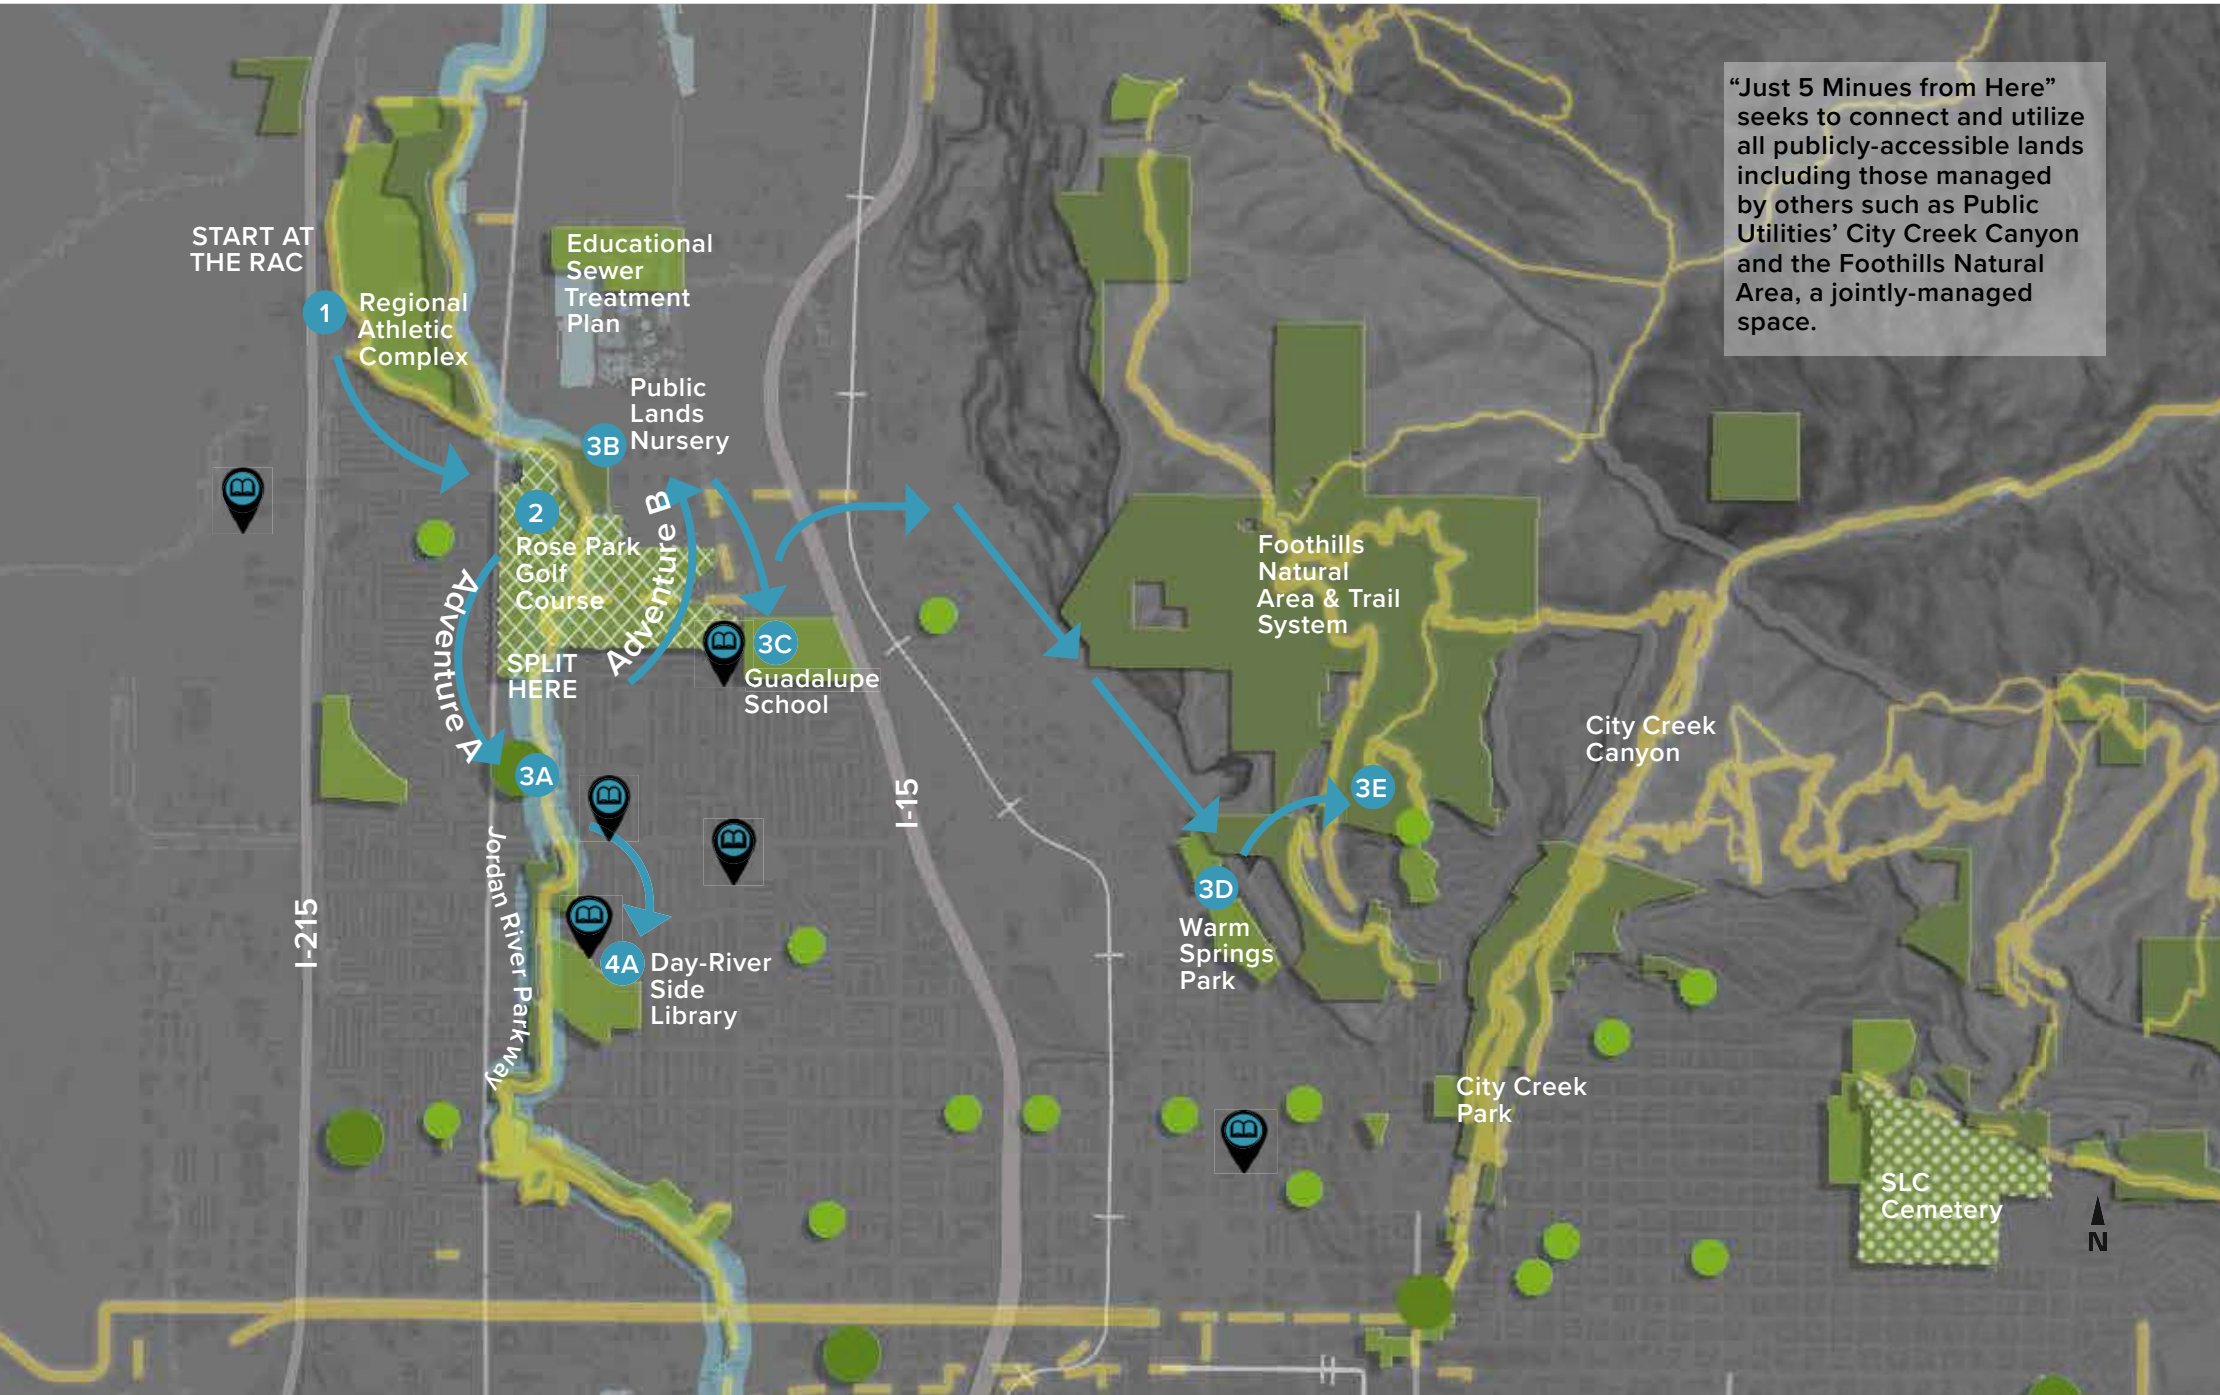 “Just 5 Minues from Here”
seeks to connect and utilize
all publicly-accessible lands
including those managed
by others such as Public
Utilities’ City Creek Canyon
and the Foothills Natural
Area, a jointly-managed
space.
START AT
THE RAC
1
Regional
Athletic
Complex
Educational
Sewer
Treatment
Plan
Public
Lands
Nursery
3B
2
Rose Park
Golf
Course
Adventure A
Adventure B
SPLIT
HERE
3C
Guadalupe
School
3A
Jordan River Parkway
I-215
I-15
4A
Day-River
Side
Library
Foothills
Natural
Area & Trail
System
3E
3D
Warm
Springs
Park
City Creek
Canyon
City Creek
Park
SLC
Cemetery
N